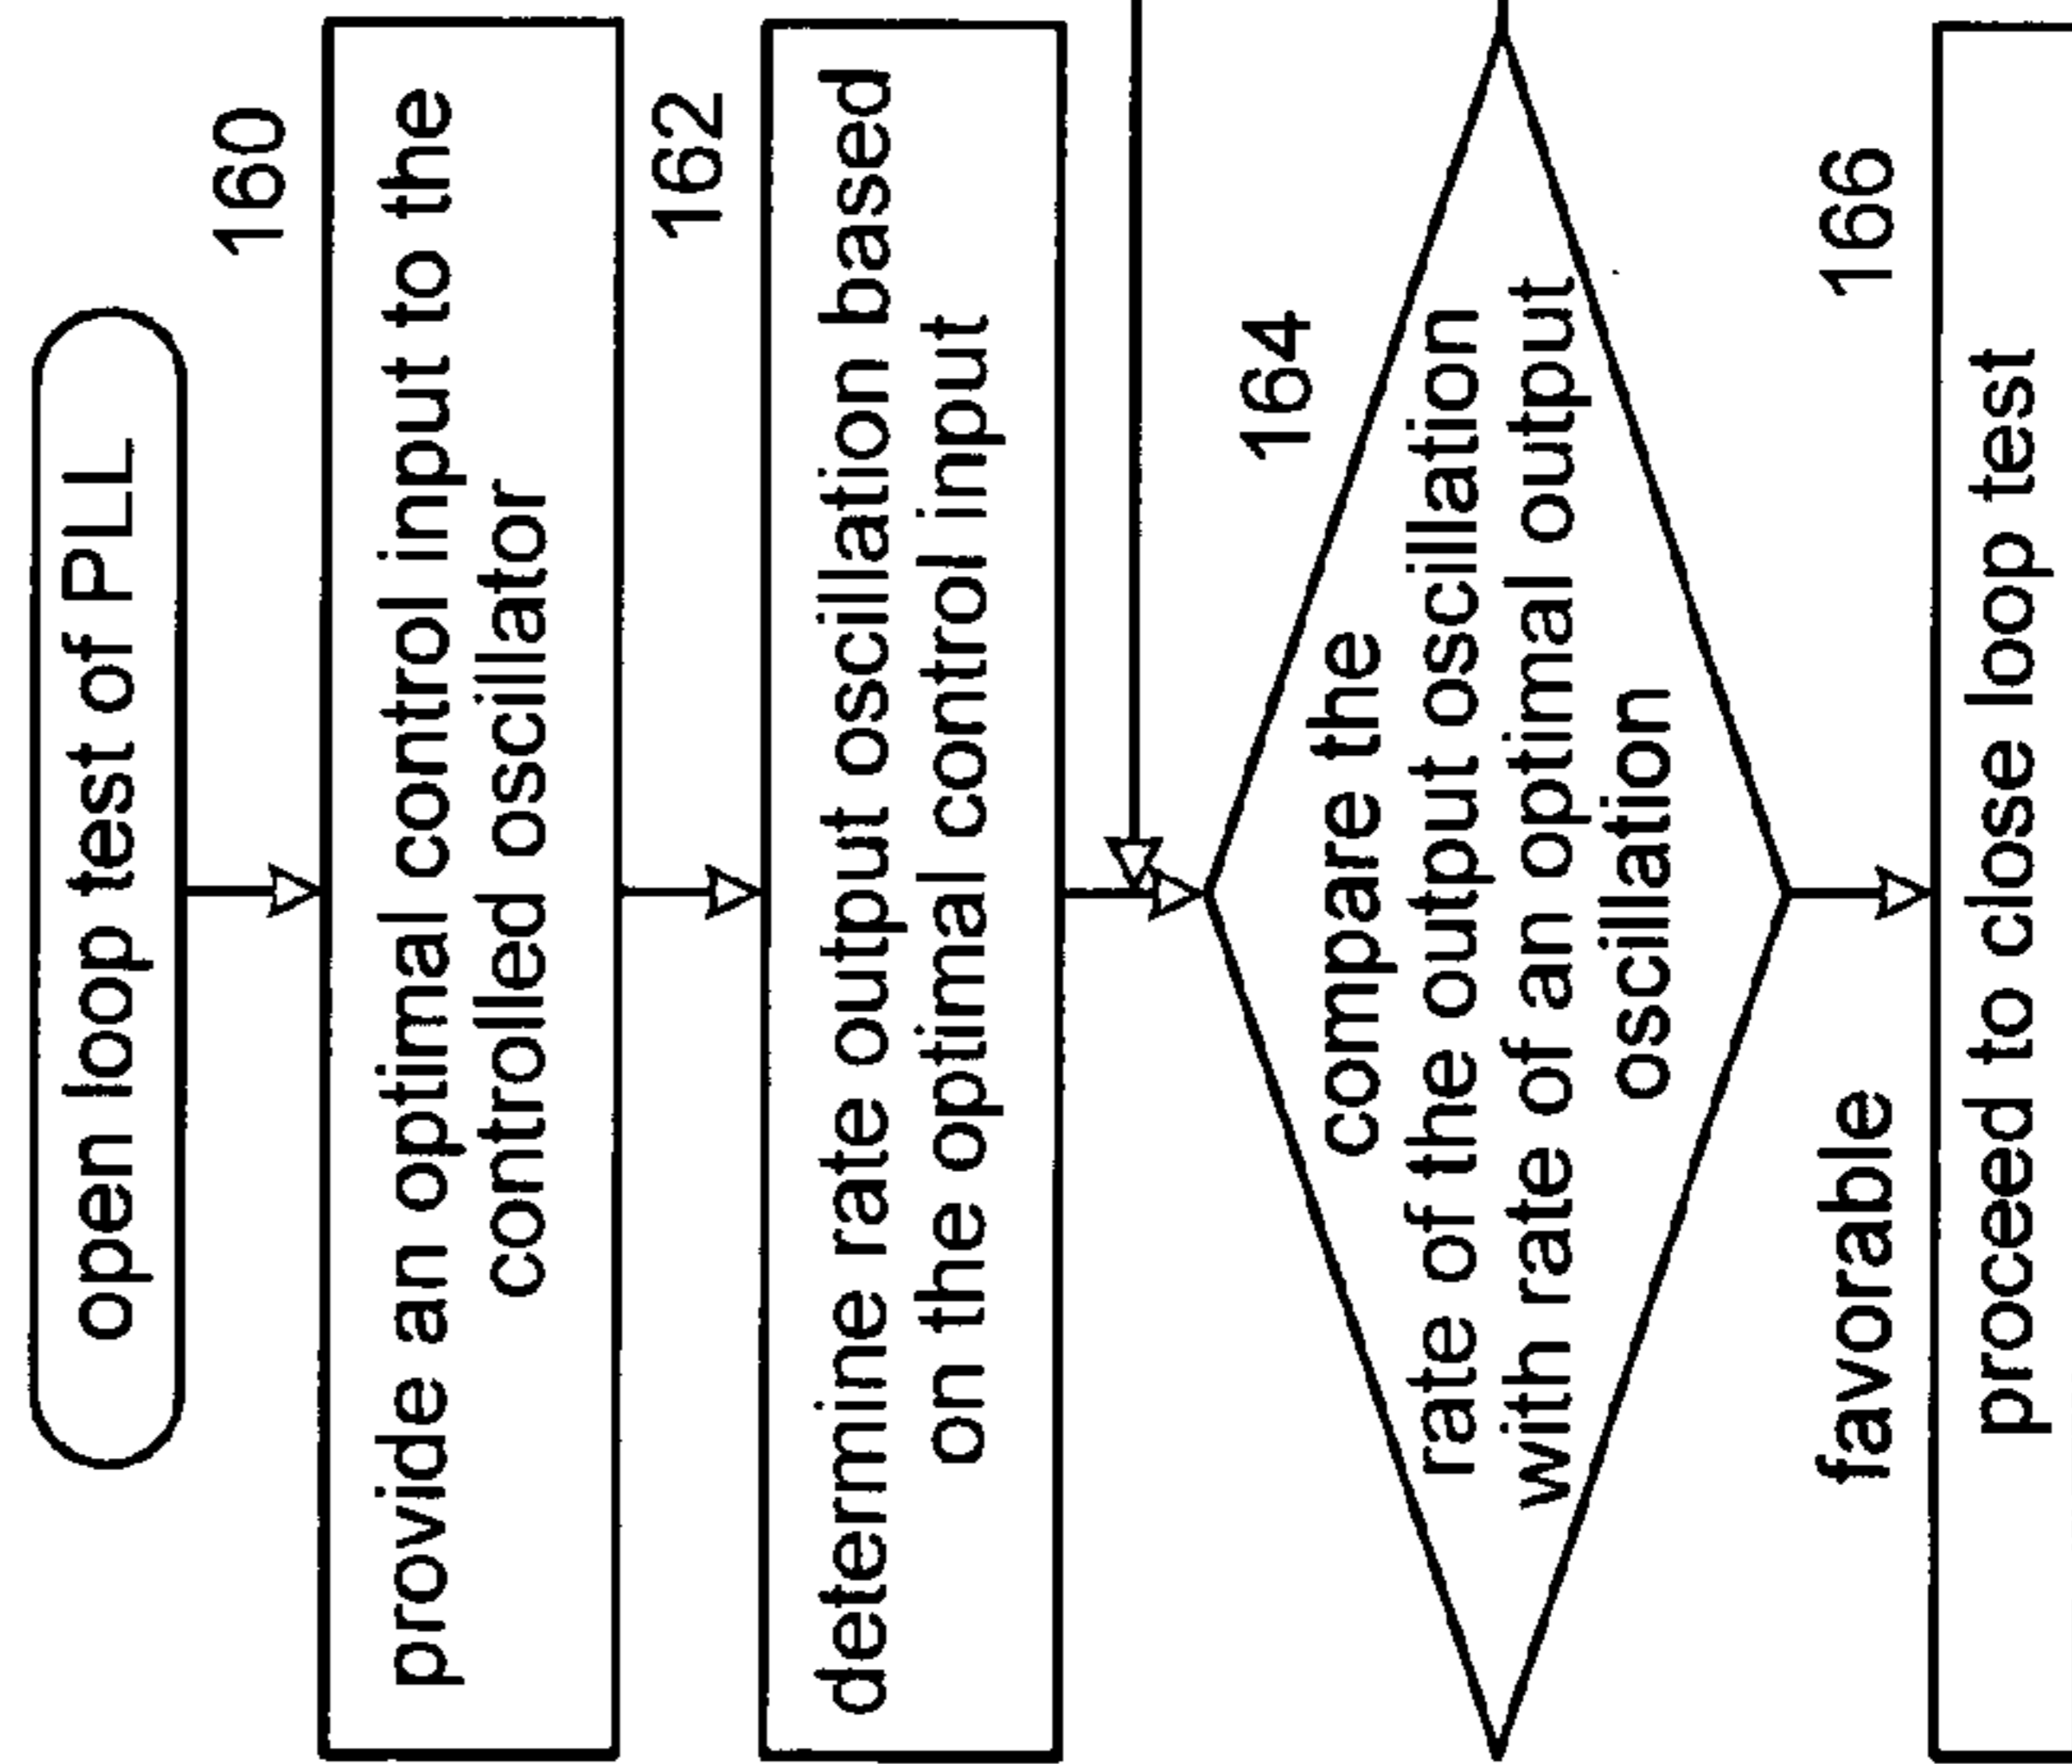 open loop test of PLL
160
provide an optimal control input to the
controlled oscillator
162
determine rate output oscillation based
on the optimal control input
164
compare the
rate of the output oscillation
with rate of an optimal output
oscillation
favorable
166
proceed to close loop test